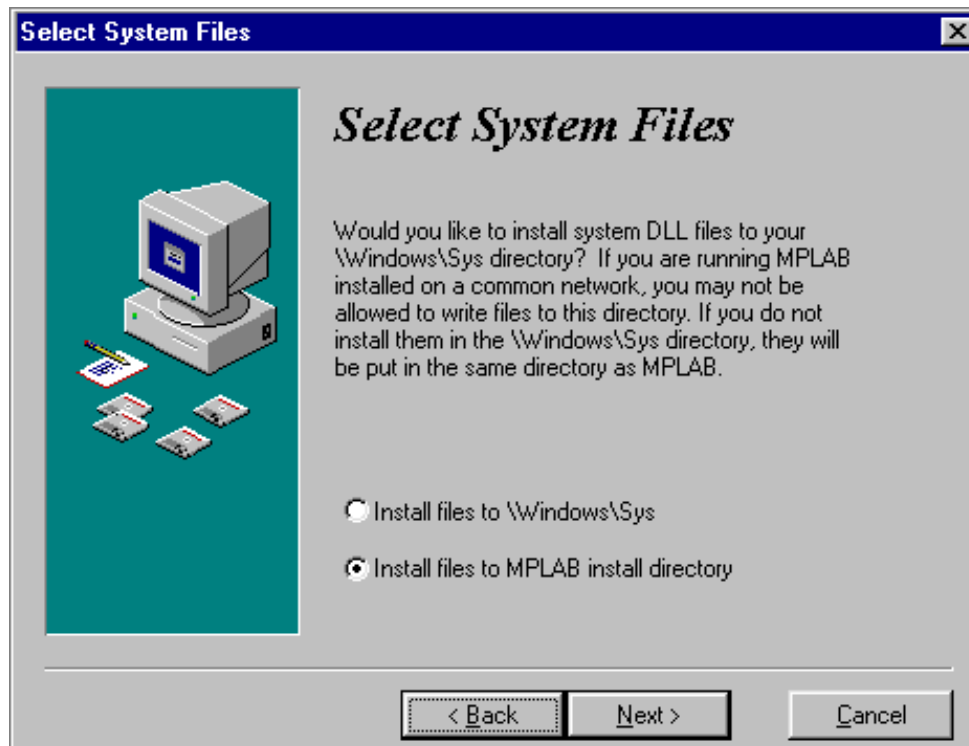 Select System Files
Select System Files
Would you like to install system DLL files to your
\Windows\Sys directory?  If you are running MPLAB
installed on a common network, you may not be
allowed to write files to this directory. If you do not
install them in the \Windows\Sys directory, they will
be put in the same directory as MPLAB.
Install files to \Windows\Sys
Install files to MPLAB install directory
< Back
Next >
Cancel